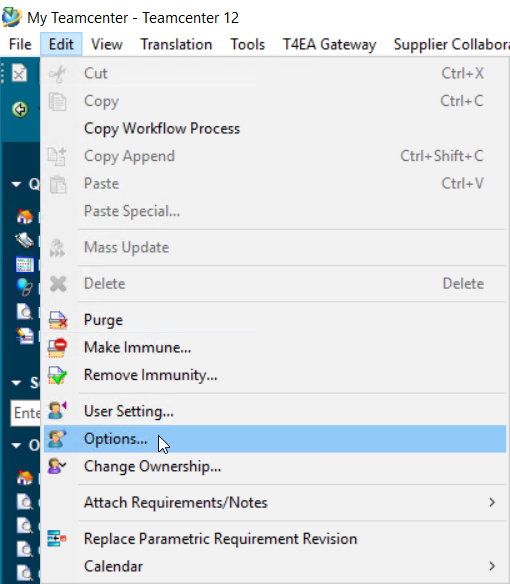 My Teamcenter - Teamcenter 12
File Edit View Translation Tools T4EA Gateway Supplier Collabora
Cut Ctrl+X
Copy Ctrl+C
Copy Workflow Process
Copy Append Ctrl+Shift+C
Paste Ctrl+V
Paste Special...
Mass Update
Delete Delete
Purge
Make Immune...
Remove Immunity...
User Setting...
Options...
Change Ownership...
Attach Requirements/Notes
Replace Parametric Requirement Revision
Calendar
Q
S
Ente
O